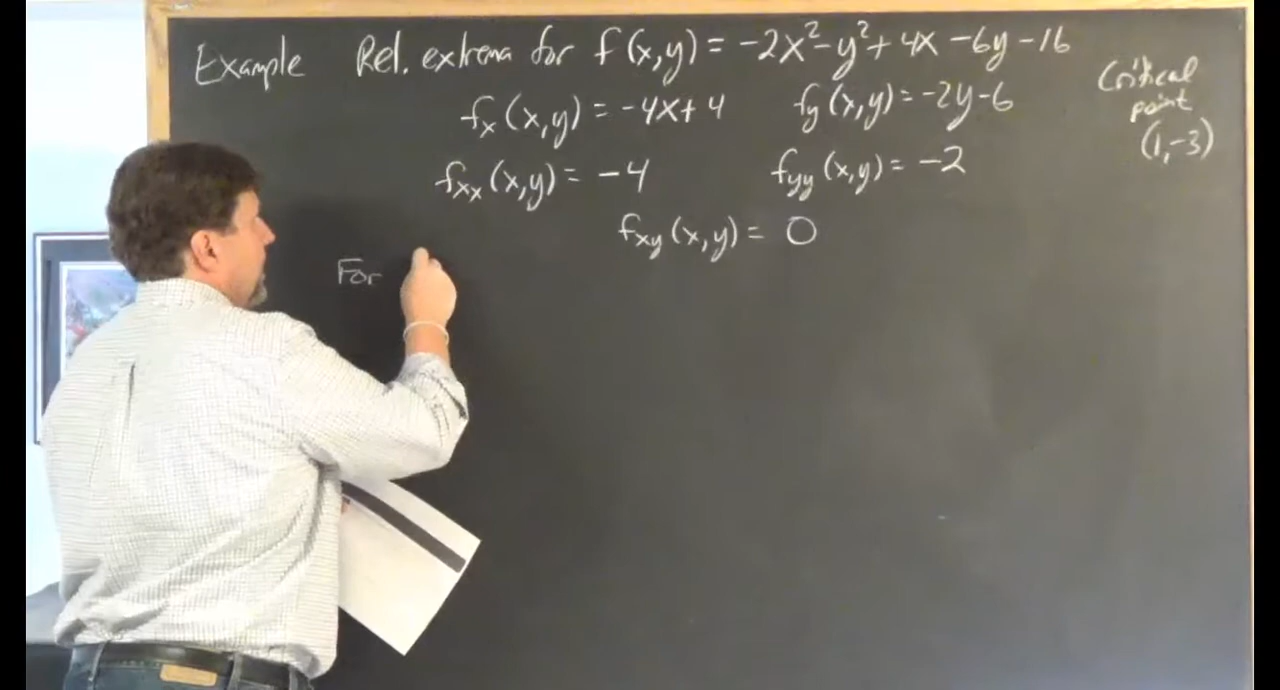 Example Rel. extrema for f(x,y) = -2x²-y²+4x-6y-16
fx(x,y) = -4x+4 fy(x,y) = -2y-6
Critical
point
(1,-3)
fxx(x,y) = -4 fyy(x,y) = -2
fxy(x,y) = 0
For